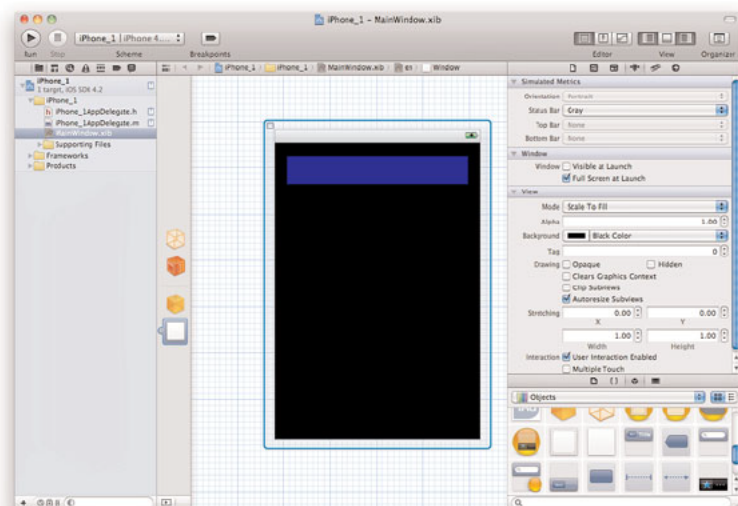 iPhone_1 – MainWindow.xib
iPhone_1 | iPhone 4....
Run
Stop
Scheme
Breakpoints
Editor
View
Organizer
iPhone_1
iPhone_1
MainWindow.xib
en
Window
iPhone_1
1 target, iOS SDK 4.2
iPhone_1
h iPhone_1AppDelegate.h
m iPhone_1AppDelegate.m
MainWindow.xib
Supporting Files
Frameworks
Products
Simulated Metrics
Orientation Portrait
Status Bar Gray
Top Bar None
Bottom Bar None
Window
Window Visible at Launch
Full Screen at Launch
View
Mode Scale To Fill
Alpha 1.00
Background Black Color
Tag 0
Drawing Opaque Hidden
Clears Graphics Context
Clip Subviews
Autoresize Subviews
Stretching 0.00 0.00
X Y
1.00 1.00
Width Height
Interaction User Interaction Enabled
Multiple Touch
Objects